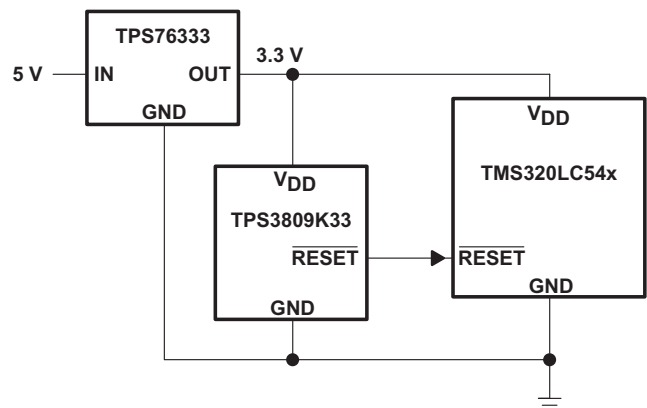 TPS76333
3.3 V
5 V
IN
OUT
GND
VDD
TPS3809K33
RESET
GND
VDD
TMS320LC54x
RESET
GND